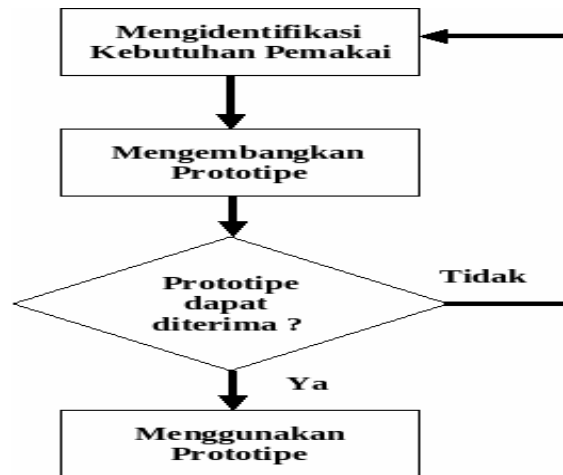 Mengidentifikasi
Kebutuhan Pemakai
Mengembangkan
Prototipe
Prototipe
dapat
diterima ?
Tidak
Ya
Menggunakan
Prototipe